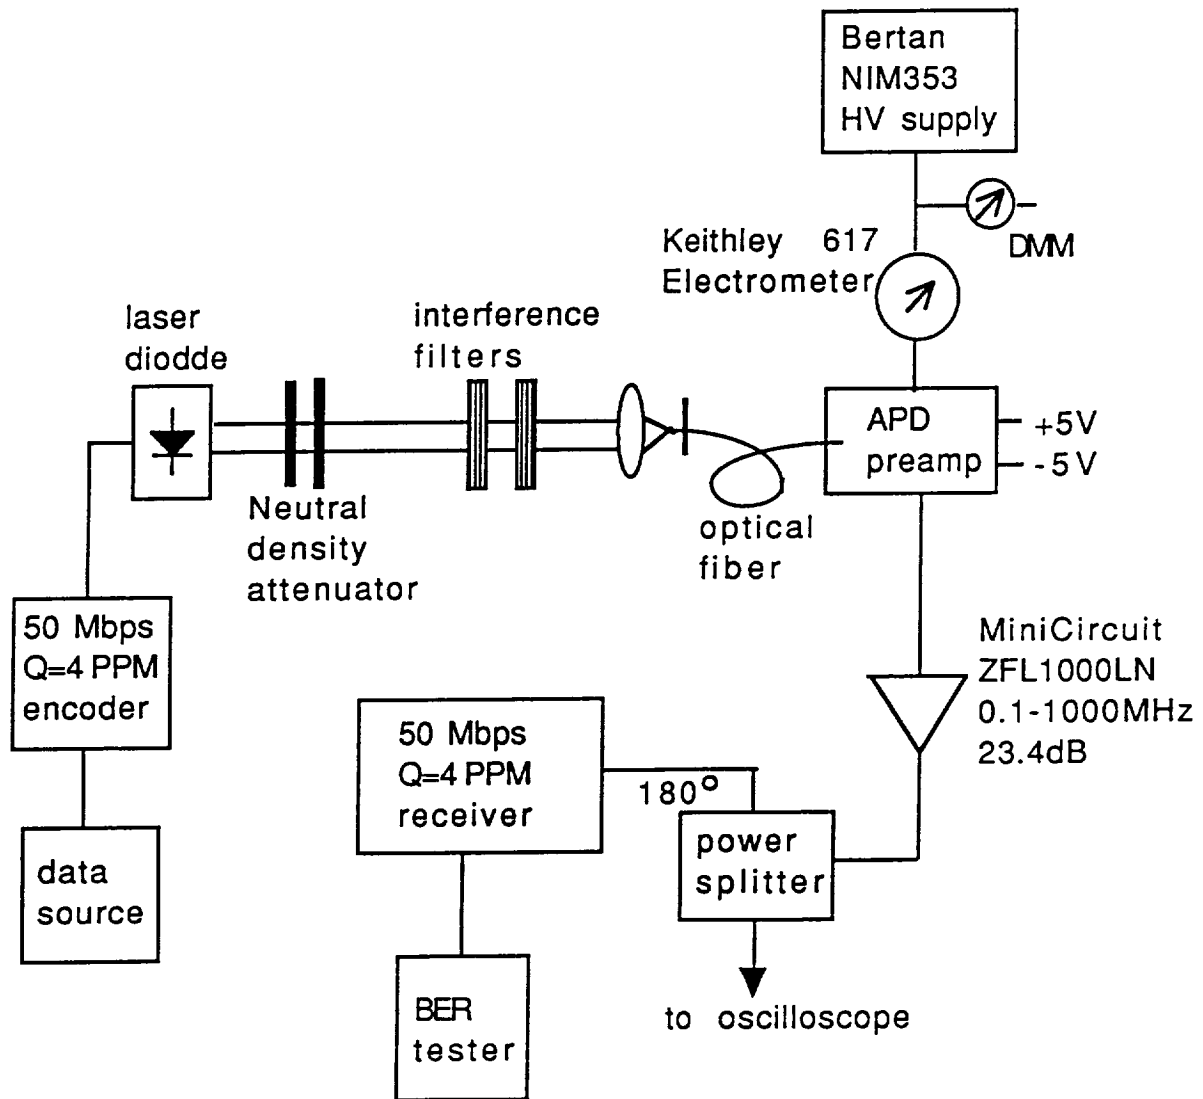 Bertan
NIM353
HV supply
Keithley 617
Electrometer
DMM
laser
diodde
interference
filters
APD
preamp
+5V
-5V
Neutral
density
attenuator
optical
fiber
50 Mbps
Q=4 PPM
encoder
MiniCircuit
ZFL1000LN
0.1-1000MHz
23.4dB
50 Mbps
Q=4 PPM
receiver
180°
power
splitter
data
source
BER
tester
to oscilloscope